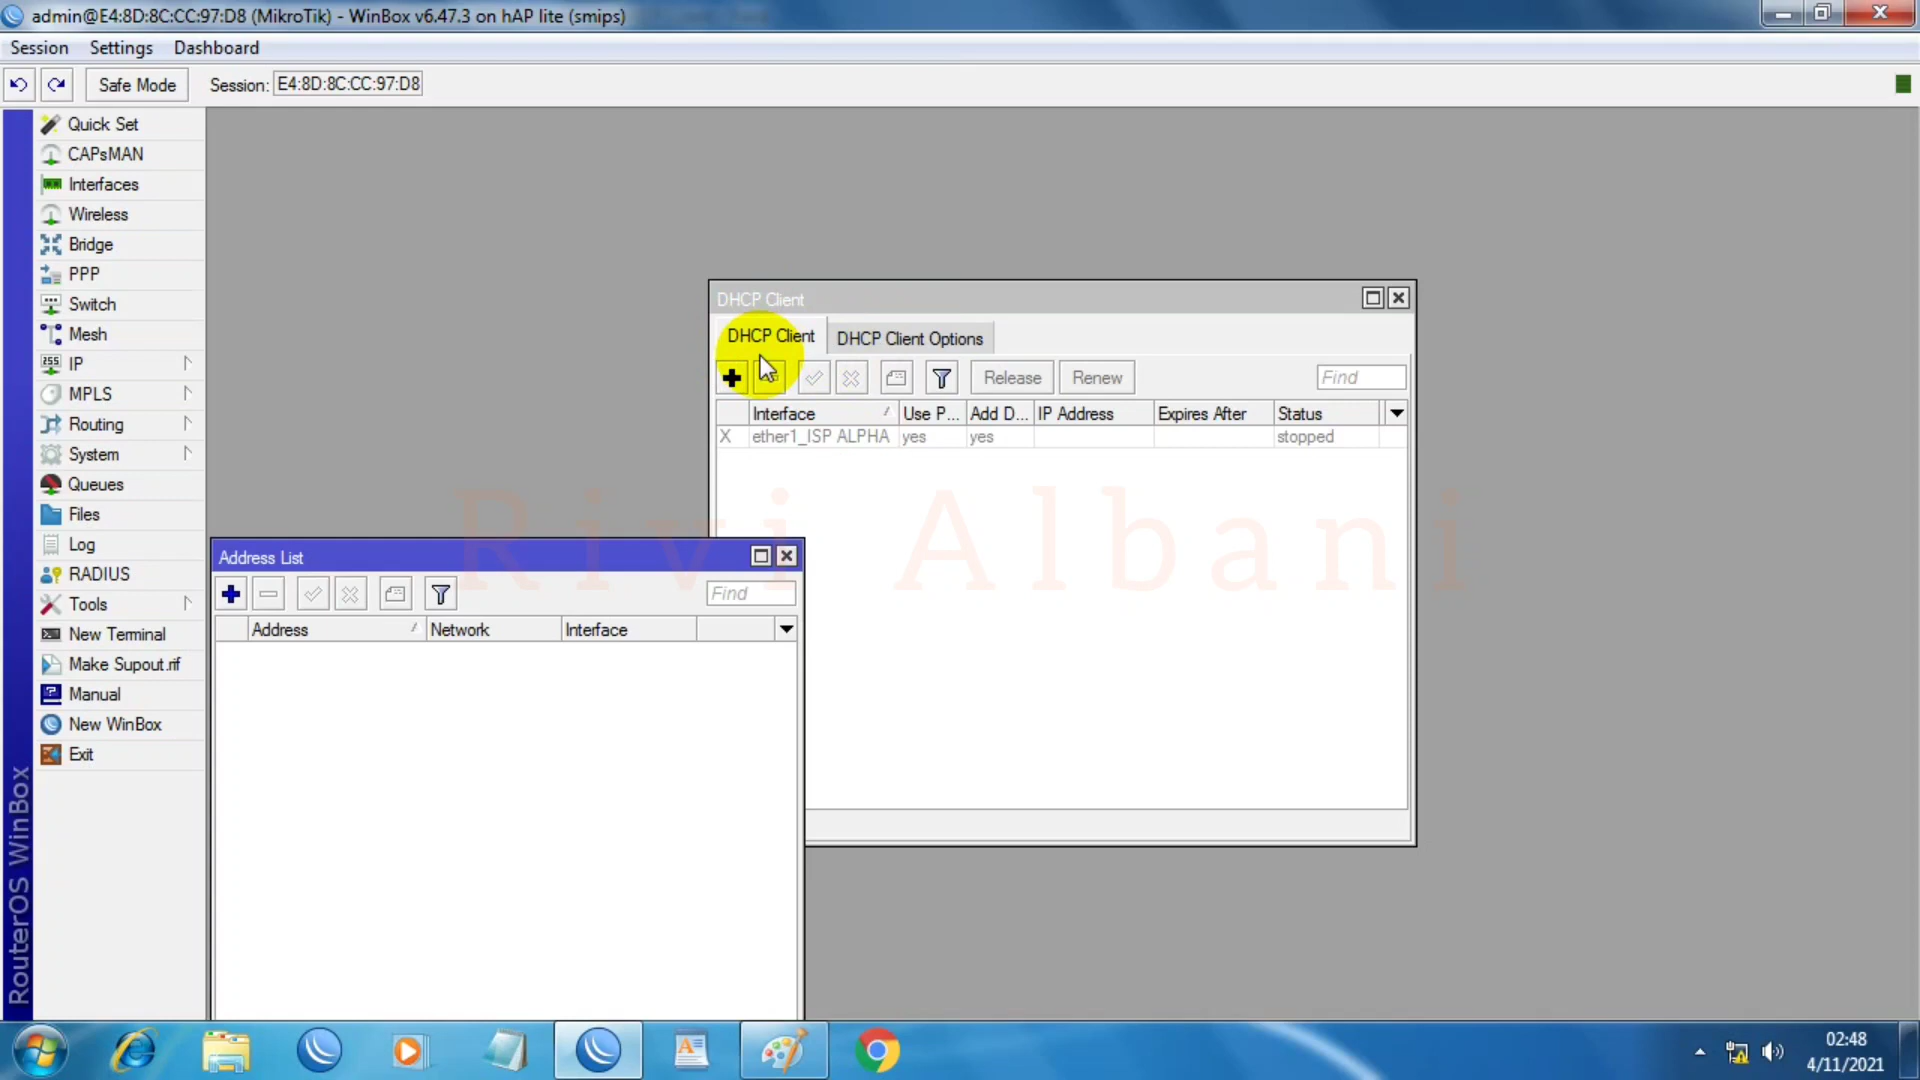 admin@E4:8D:8C:CC:97:D8 (MikroTik) - WinBox v6.47.3 on hAP lite (smips)
Session Settings Dashboard
Safe Mode Session: E4:8D:8C:CC:97:D8
Quick Set
CAPsMAN
Interfaces
Wireless
Bridge
PPP
Switch
Mesh
IP
MPLS
Routing
System
Queues
Files
Log
RADIUS
Tools
New Terminal
Make Supout.rif
Manual
New WinBox
Exit
RouterOS WinBox
DHCP Client
DHCP Client DHCP Client Options
Release Renew Find
Interface Use P... Add D... IP Address Expires After Status
X ether1_ISP ALPHA yes yes stopped
Rivi Albani
Address List
Find
Address Network Interface
02:48
4/11/2021